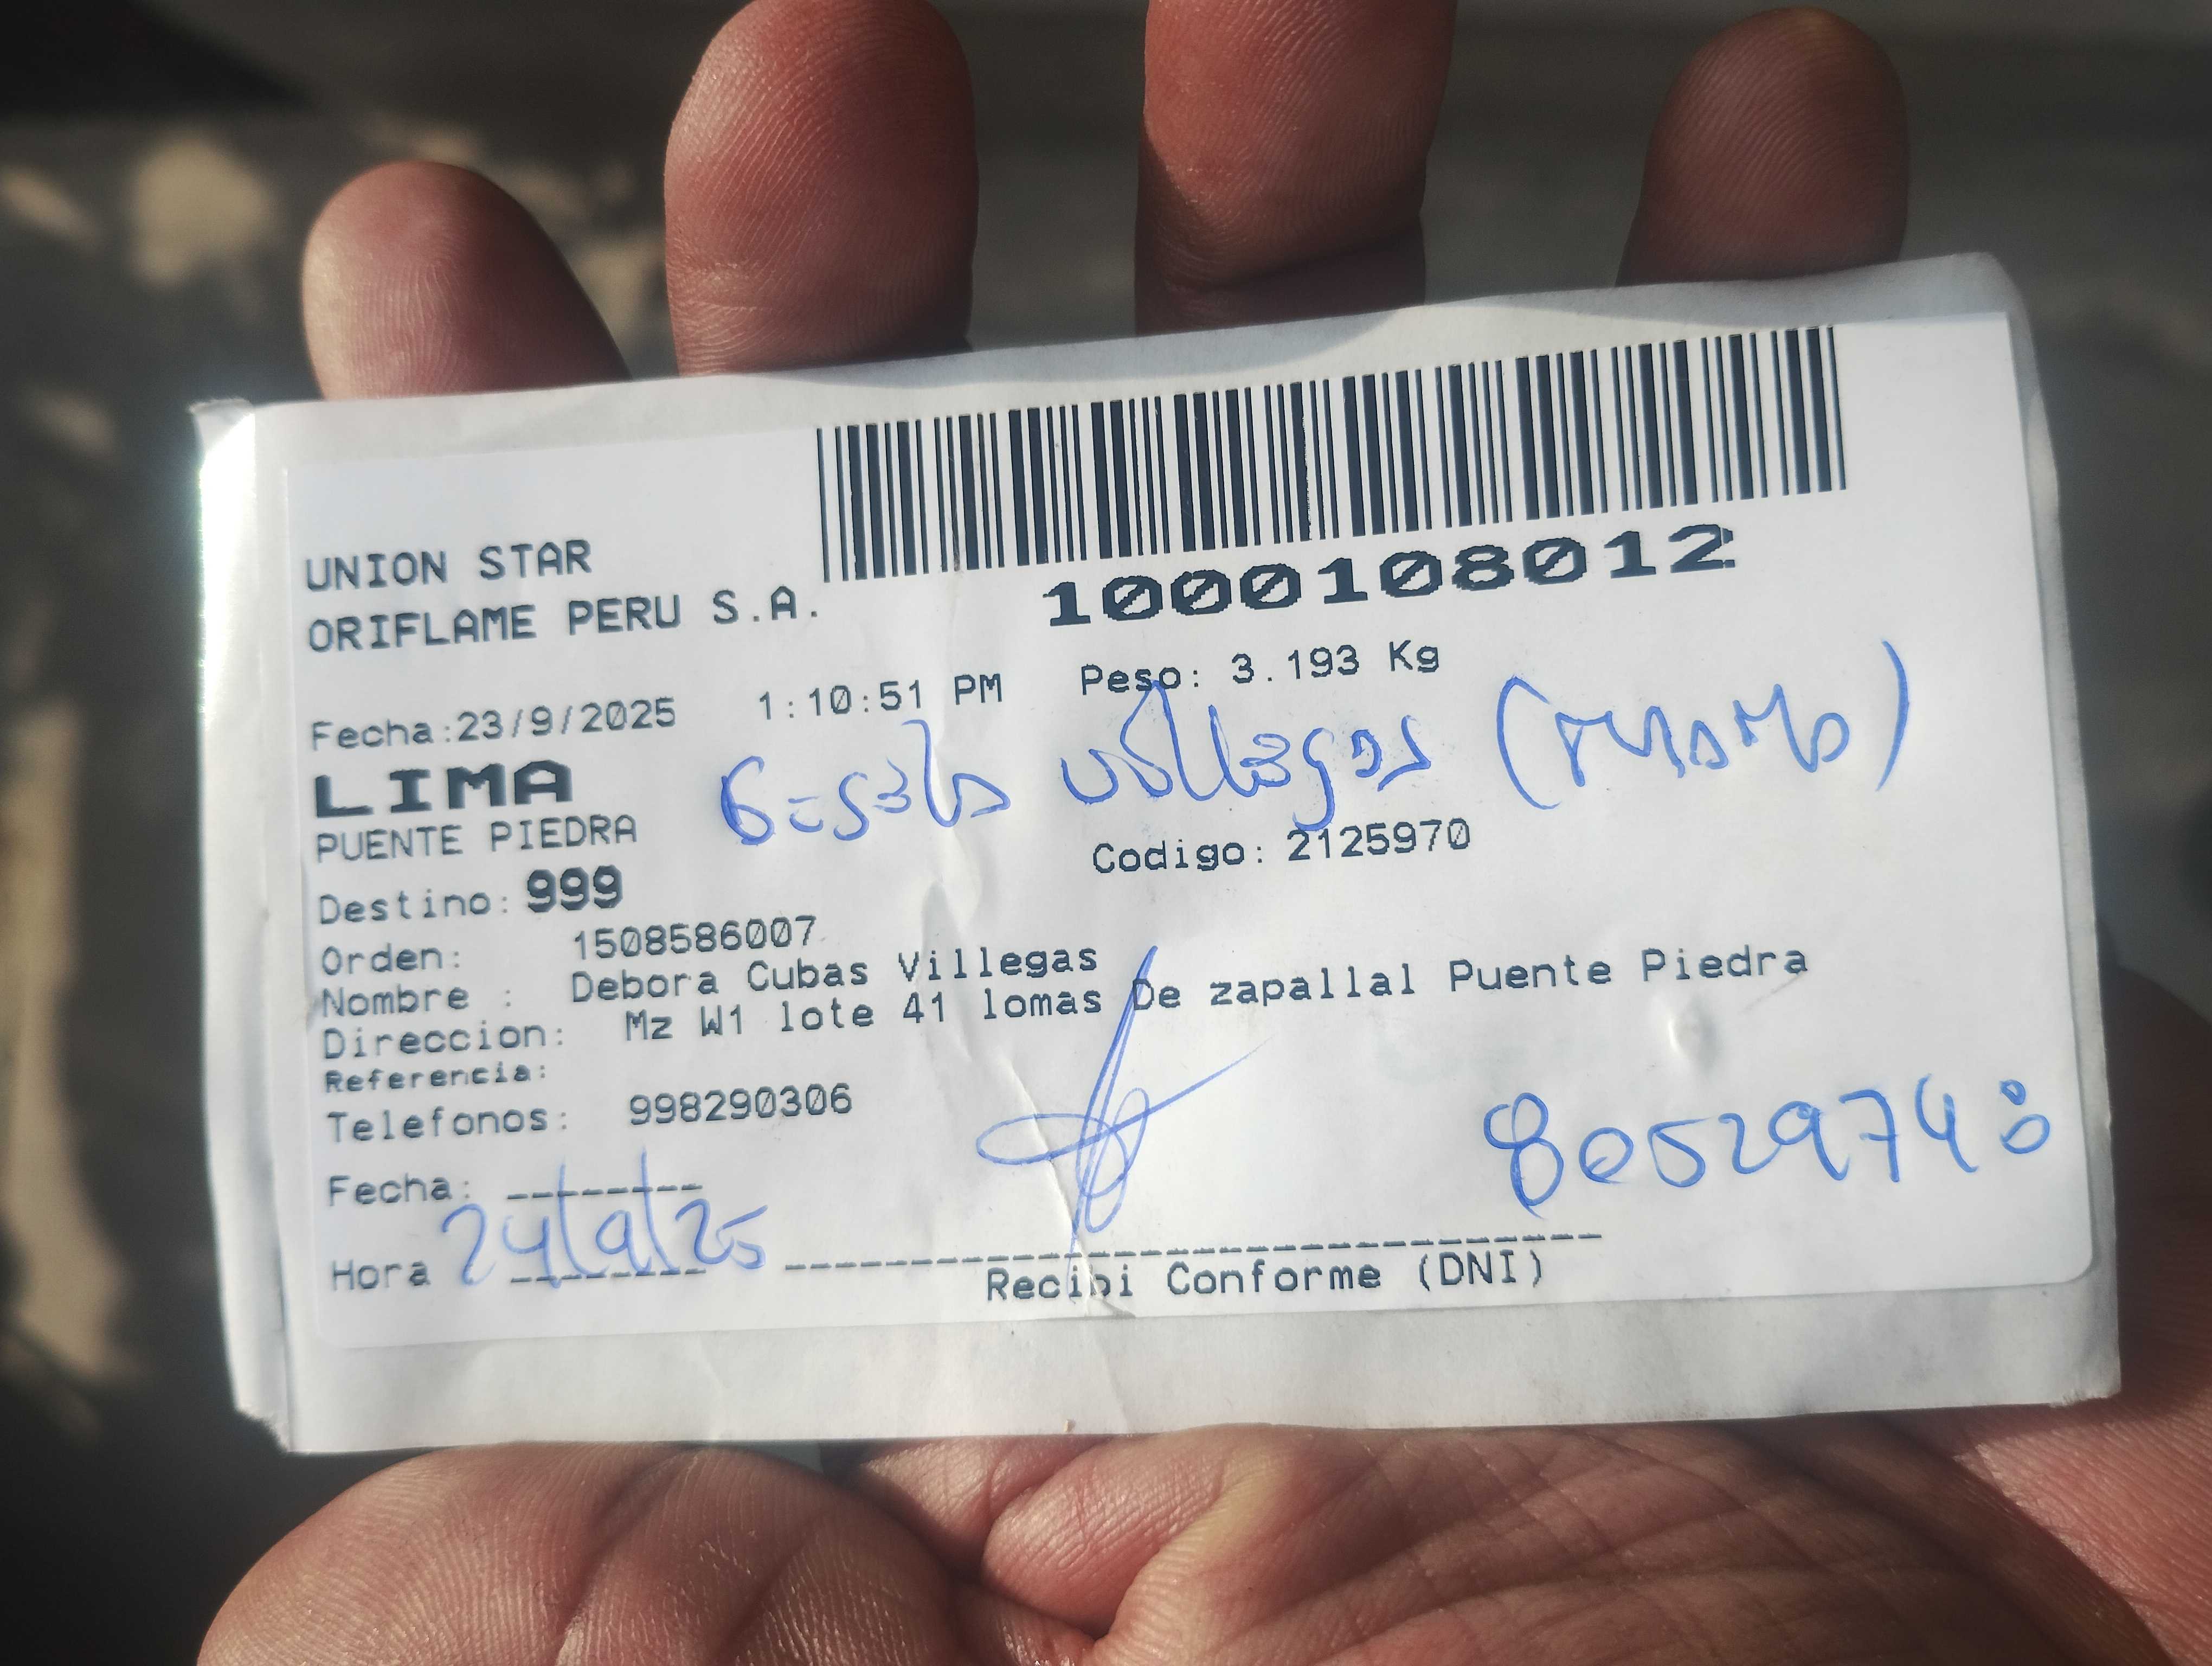 UNION STAR
ORIFLAME PERU S.A.
1000108012
Fecha:23/9/2025 1:10:51 PM Peso: 3.193 Kg
LIMA
PUENTE PIEDRA
villegas
Destino: 999 Codigo: 2125970
Orden: 1508586007
Nombre : Debora Cubas Villegas
Direccion: Mz W1 lote 41 lomas De zapallal Puente Piedra
Referencia:
Telefonos: 998290306
Fecha:
Hora 24/9/25
Recibi Conforme (DNI)